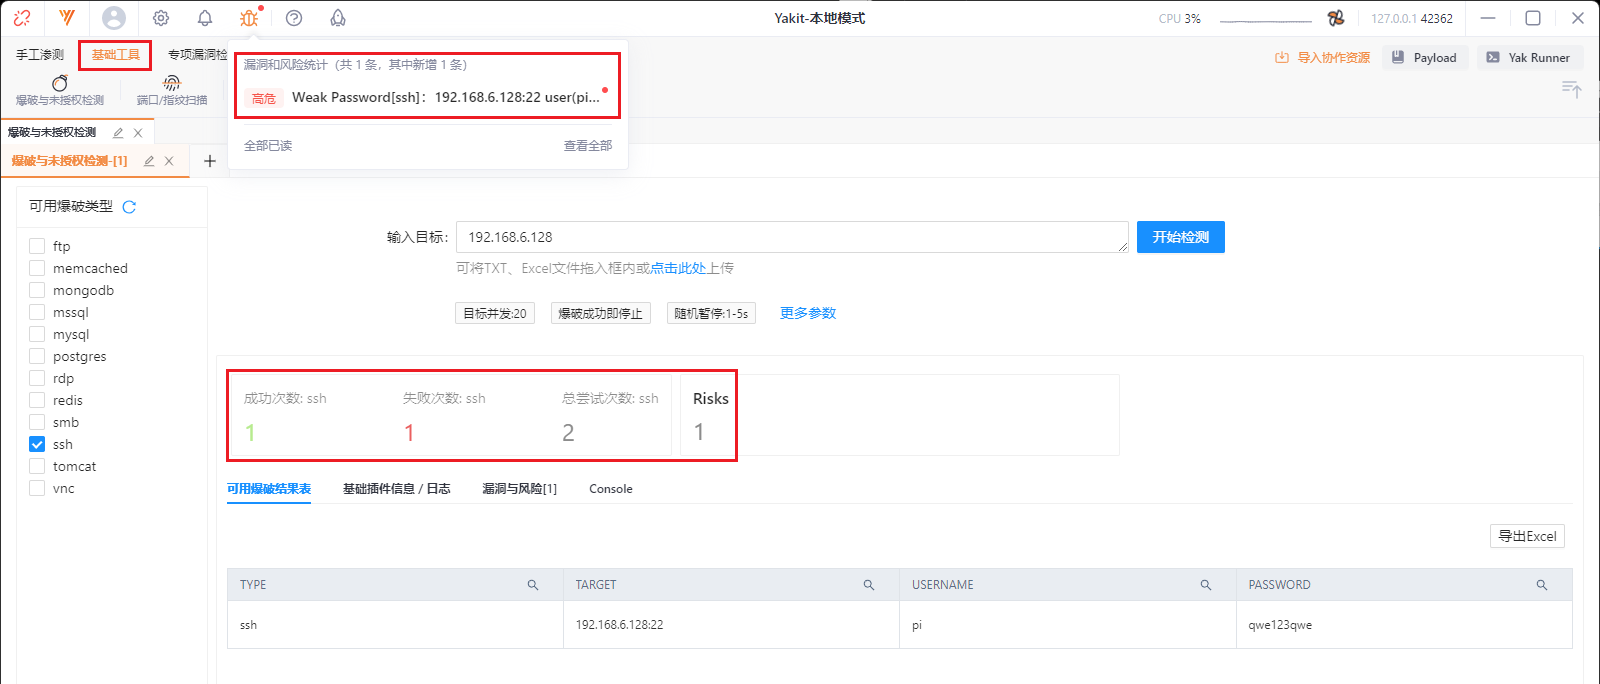 Yakit-本地模式
CPU 3%
127.0.0.1 42362
手工渗测
基础工具
专项漏洞检
导入协作资源
Payload
Yak Runner
爆破与未授权检测
端口/指纹扫描
漏洞和风险统计（共 1 条，其中新增 1 条）
高危
Weak Password[ssh]：192.168.6.128:22 user(pi...
全部已读
查看全部
爆破与未授权检测
爆破与未授权检测-[1]
可用爆破类型
ftp
memcached
mongodb
mssql
mysql
postgres
rdp
redis
smb
ssh
tomcat
vnc
输入目标：
192.168.6.128
开始检测
可将TXT、Excel文件拖入框内或点击此处上传
目标并发:20
爆破成功即停止
随机暂停:1-5s
更多参数
成功次数: ssh
失败次数: ssh
总尝试次数: ssh
Risks
1
1
2
1
可用爆破结果表
基础插件信息 / 日志
漏洞与风险[1]
Console
导出Excel
TYPE
TARGET
USERNAME
PASSWORD
ssh
192.168.6.128:22
pi
qwe123qwe